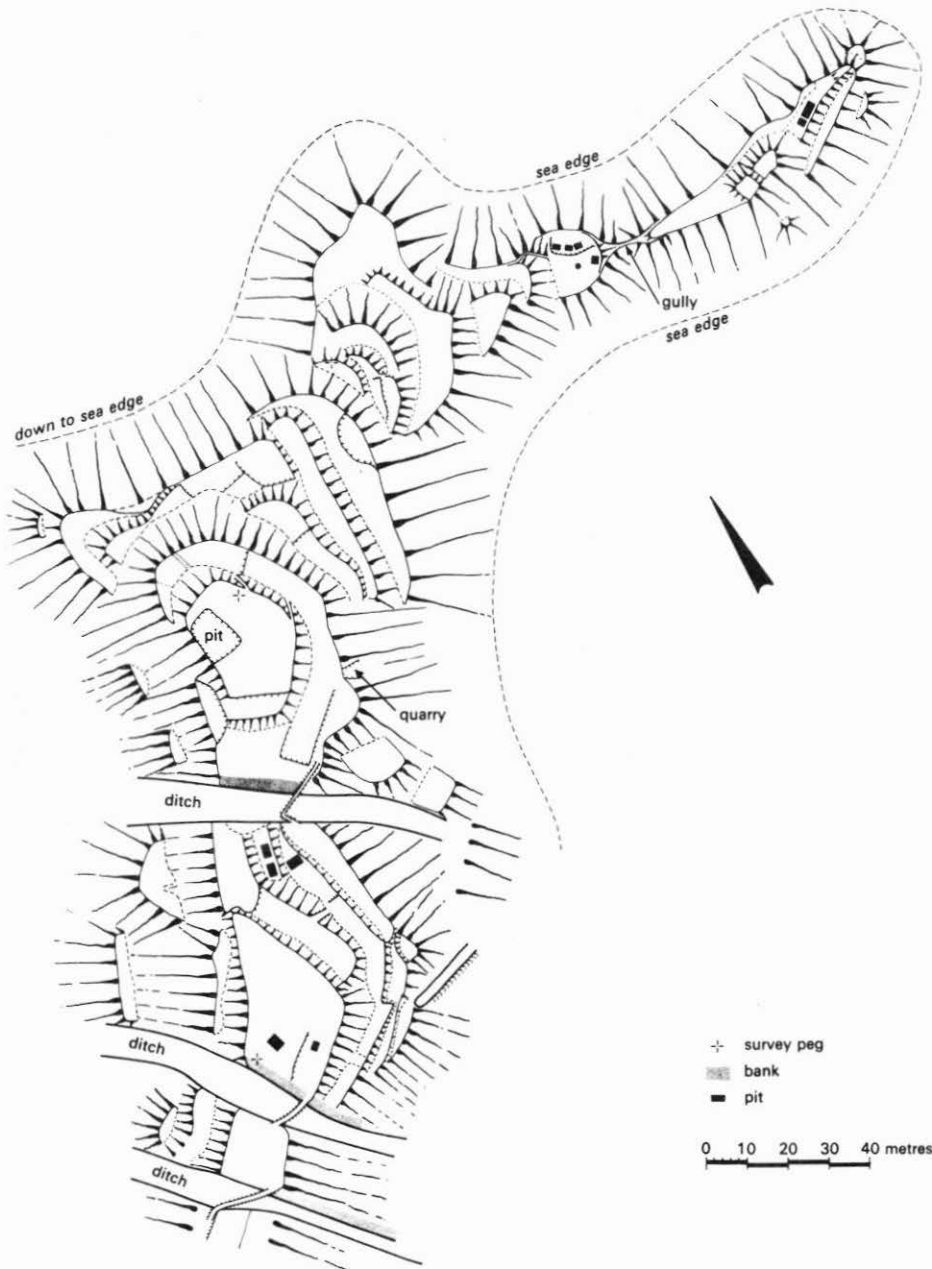 sea edge
gully
sea edge
down to sea edge
pit
quarry
ditch
ditch
survey peg
bank
pit
0 10 20 30 40 metres
ditch